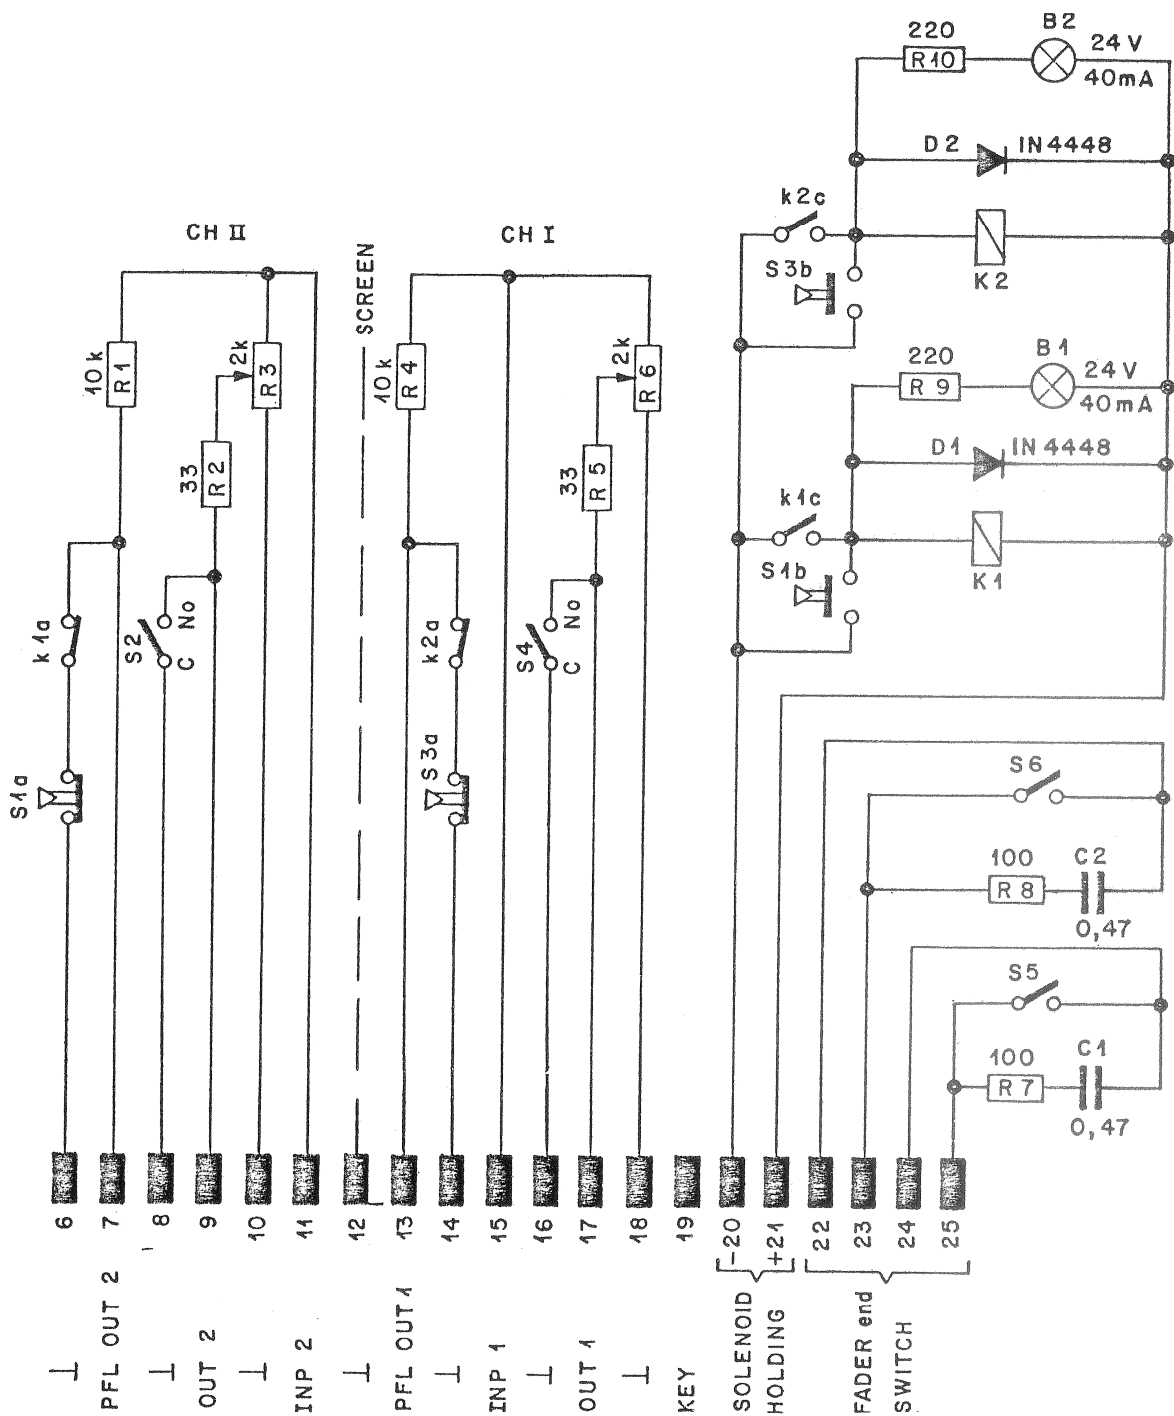 B2
220
24V
R10
40mA
D2
IN4448
k2c
CH II
CH I
S3b
K2
SCREEN
10k
R1
2k
R3
10k
R4
2k
R6
220
B1
24V
R9
40mA
33
R2
33
R5
D1
IN4448
k1c
S1b
K1
k1a
S2
No
C
k2a
S4
No
C
S1a
S3a
S6
100
C2
R8
0,47
S5
100
C1
R7
0,47
6
7
8
9
10
11
12
13
14
15
16
17
18
19
-20
+21
22
23
24
25
⊥
PFL OUT 2
⊥
OUT 2
⊥
INP 2
⊥
PFL OUT 1
⊥
INP 1
⊥
OUT 1
⊥
KEY
SOLENOID
HOLDING
FADER end
SWITCH